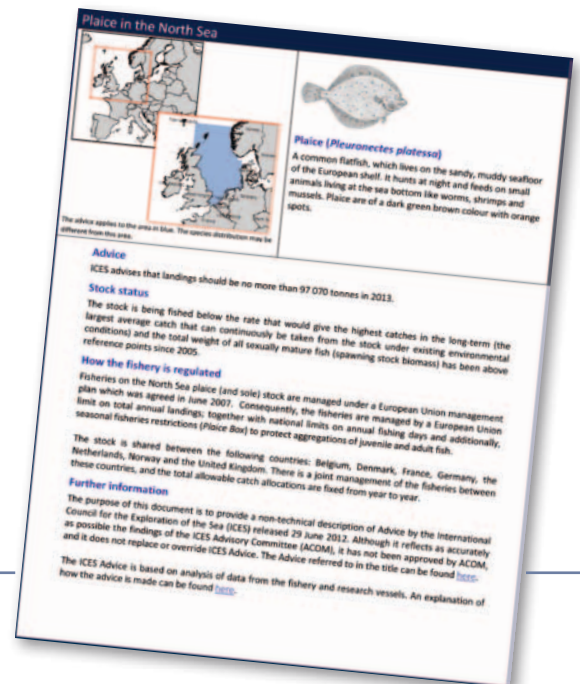 Plaice in the North Sea
The advice applies to the area in blue. The species distribution may be
different from this area.
Plaice (Pleuronectes platessa)
A common flatfish, which lives on the sandy, muddy seafloor
of the European shelf. It hunts at night and feeds on small
animals living at the sea bottom like worms, shrimps and
mussels. Plaice are of a dark green brown colour with orange
spots.
Advice
ICES advises that landings should be no more than 97 070 tonnes in 2013.
Stock status
The stock is being fished below the rate that would give the highest catches in the long-term (the
largest average catch that can continuously be taken from the stock under existing environmental
conditions) and the total weight of all sexually mature fish (spawning stock biomass) has been above
reference points since 2005.
How the fishery is regulated
Fisheries on the North Sea plaice (and sole) stock are managed under a European Union management
plan which was agreed in June 2007. Consequently, the fisheries are managed by a European Union
limit on total annual landings; together with national limits on annual fishing days and additionally,
seasonal fisheries restrictions (Plaice Box) to protect aggregations of juvenile and adult fish.
The stock is shared between the following countries: Belgium, Denmark, France, Germany, the
Netherlands, Norway and the United Kingdom. There is a joint management of the fisheries between
these countries, and the total allowable catch allocations are fixed from year to year.
Further information
The purpose of this document is to provide a non-technical description of Advice by the International
Council for the Exploration of the Sea (ICES) released 29 June 2012. Although it reflects as accurately
as possible the findings of the ICES Advisory Committee (ACOM), it has not been approved by ACOM,
and it does not replace or override ICES Advice. The Advice referred to in the title can be found here.
The ICES Advice is based on analysis of data from the fishery and research vessels. An explanation of
how the advice is made can be found here.